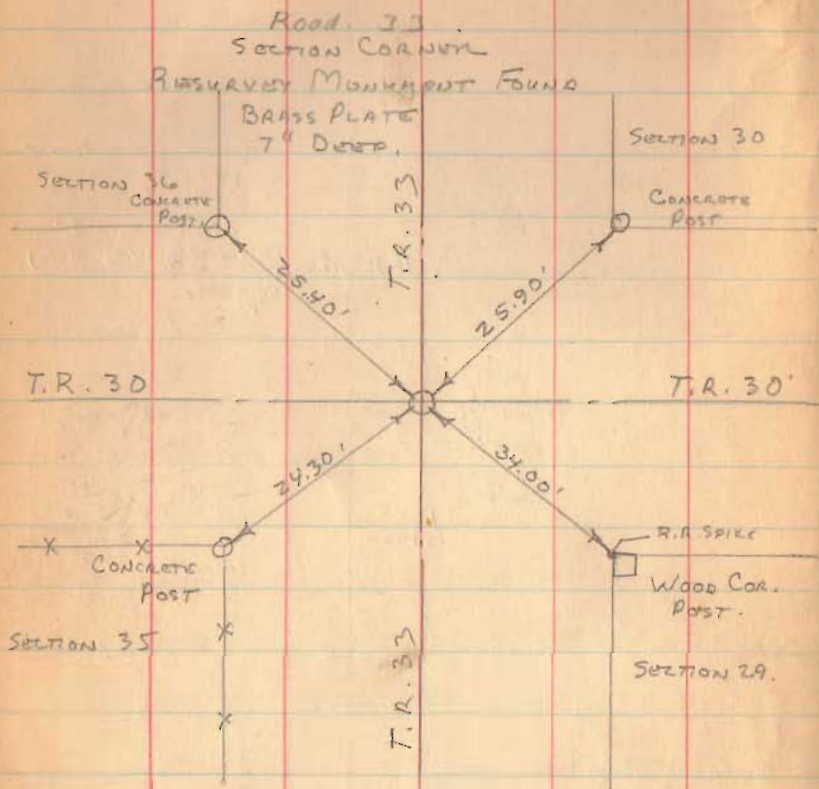 Road. 33
SECTION CORNER
RESURVEY MONUMENT FOUND
BRASS PLATE
7" DEEP.
SECTION 30
SECTION 36
CONCRETE
POST.
CONCRETE
POST
T.R. 33
25.40'
25.90'
T.R. 30
T.R. 30'
24.30'
34.00'
R.R. SPIKE
CONCRETE
POST
WOOD COR.
POST.
SECTION 35
SECTION 29.
T.R. 33